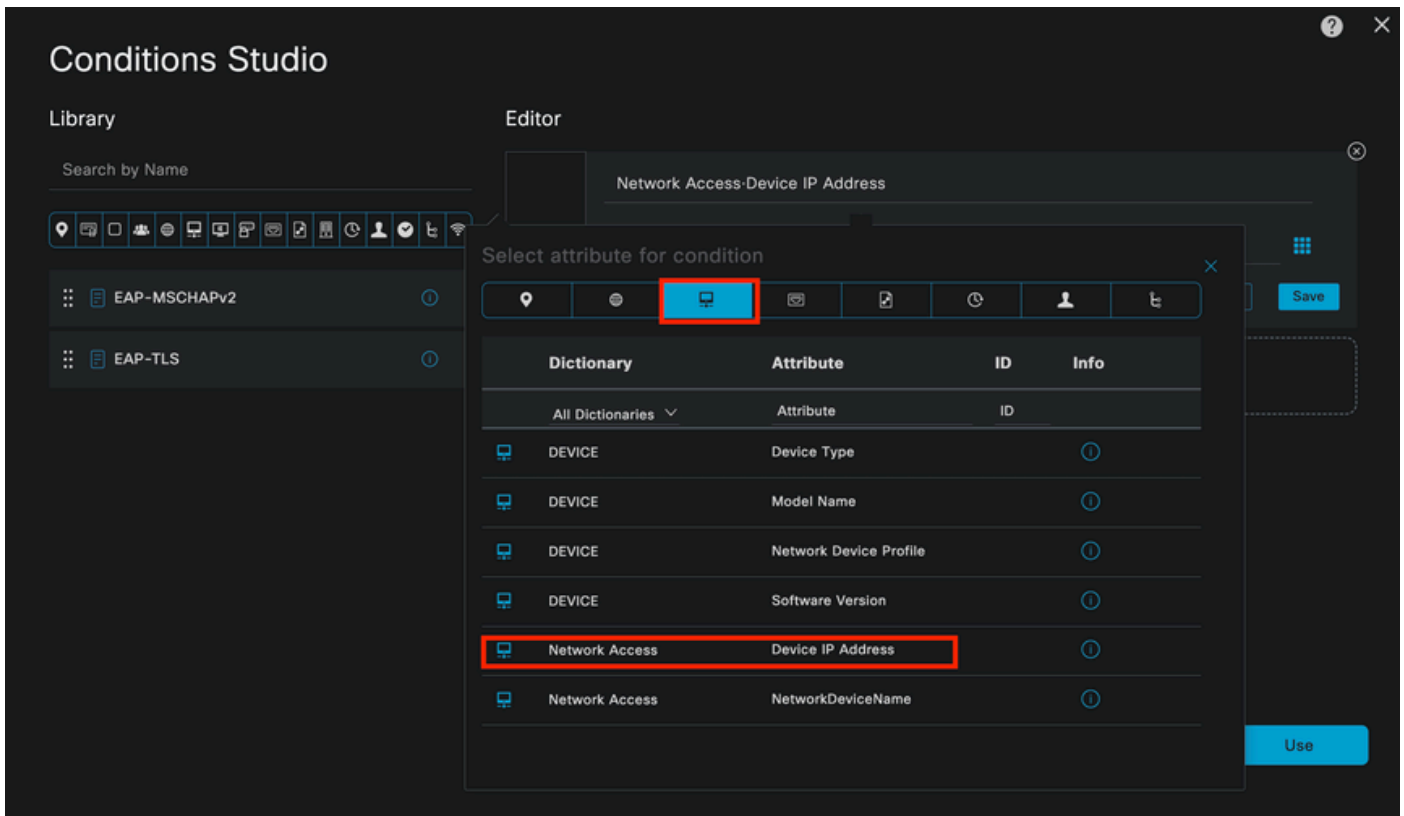 Conditions Studio
Library
Search by Name
EAP-MSCHAPv2
EAP-TLS
Editor
Network Access·Device IP Address
Select attribute for condition
Dictionary Attribute ID Info
All Dictionaries Attribute ID
DEVICE Device Type
DEVICE Model Name
DEVICE Network Device Profile
DEVICE Software Version
Network Access Device IP Address
Network Access NetworkDeviceName
Save
Use